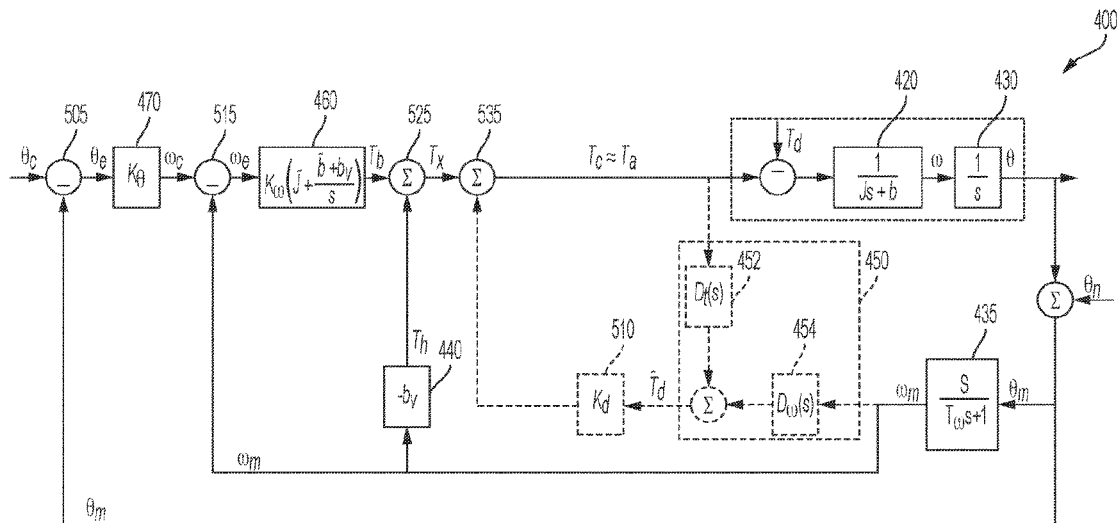 400
505
470
515
460
525
535
420
430
θc
θe
Kθ
ωc
ωe
Kω(J̄ + b̄+bv / s)
Tb
Σ
Tx
Σ
Tc ≈ Ta
Td
1 / Js + b
ω
1 / s
θ
−
−
−
452
450
Df(s)
Σ
θn
510
454
435
Th
440
-bv
Kd
T̂d
Σ
Dω(s)
ωm
S / Tωs+1
θm
ωm
θm